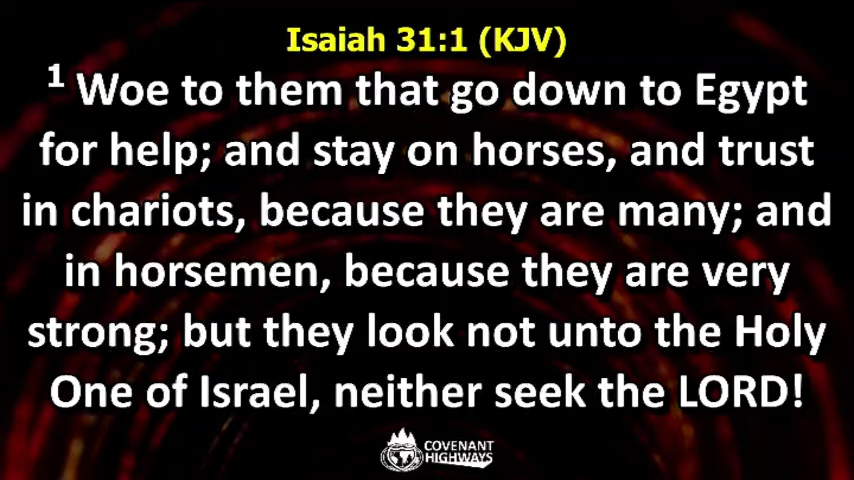 Isaiah 31:1 (KJV)
1 Woe to them that go down to Egypt
for help; and stay on horses, and trust
in chariots, because they are many; and
in horsemen, because they are very
strong; but they look not unto the Holy
One of Israel, neither seek the LORD!
COVENANT
HIGHWAYS